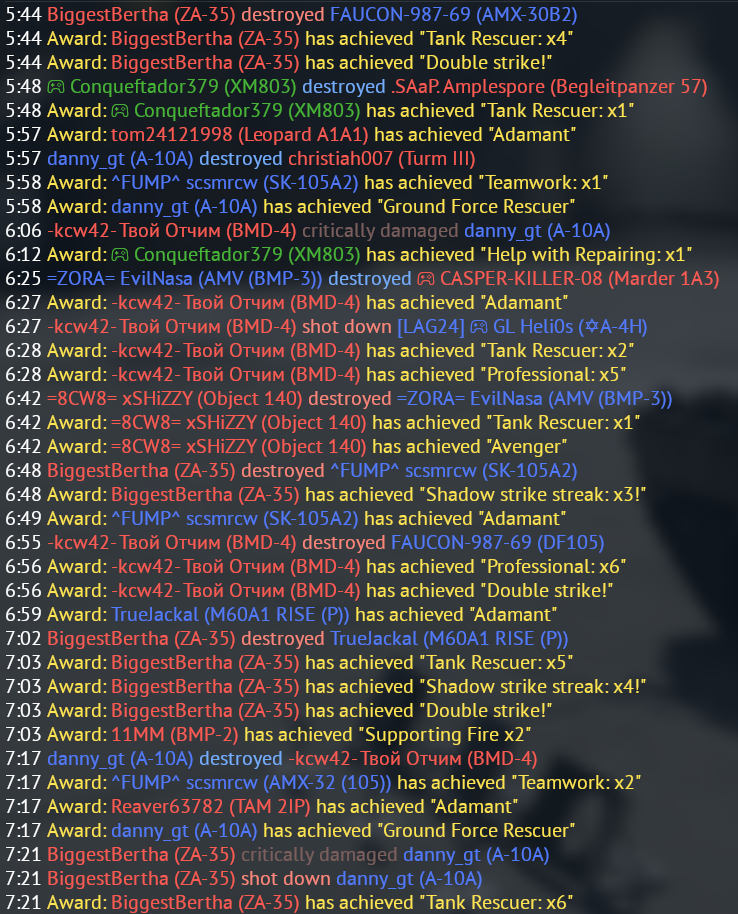 5:44 BiggestBertha (ZA-35) destroyed FAUCON-987-69 (AMX-30B2)
5:44 Award: BiggestBertha (ZA-35) has achieved "Tank Rescuer: x4"
5:44 Award: BiggestBertha (ZA-35) has achieved "Double strike!"
5:48 🎮 Conqueftador379 (XM803) destroyed .SAaP. Amplespore (Begleitpanzer 57)
5:48 Award: 🎮 Conqueftador379 (XM803) has achieved "Tank Rescuer: x1"
5:57 Award: tom24121998 (Leopard A1A1) has achieved "Adamant"
5:57 danny_gt (A-10A) destroyed christiah007 (Turm III)
5:58 Award: ^FUMP^ scsmrcw (SK-105A2) has achieved "Teamwork: x1"
5:58 Award: danny_gt (A-10A) has achieved "Ground Force Rescuer"
6:06 -kcw42- Твой Отчим (BMD-4) critically damaged danny_gt (A-10A)
6:12 Award: 🎮 Conqueftador379 (XM803) has achieved "Help with Repairing: x1"
6:25 =ZORA= EvilNasa (AMV (BMP-3)) destroyed 🎮 CASPER-KILLER-08 (Marder 1A3)
6:27 Award: -kcw42- Твой Отчим (BMD-4) has achieved "Adamant"
6:27 -kcw42- Твой Отчим (BMD-4) shot down [LAG24] 🎮 GL Heli0s (✡A-4H)
6:28 Award: -kcw42- Твой Отчим (BMD-4) has achieved "Tank Rescuer: x2"
6:28 Award: -kcw42- Твой Отчим (BMD-4) has achieved "Professional: x5"
6:42 =8CW8= xSHiZZY (Object 140) destroyed =ZORA= EvilNasa (AMV (BMP-3))
6:42 Award: =8CW8= xSHiZZY (Object 140) has achieved "Tank Rescuer: x1"
6:42 Award: =8CW8= xSHiZZY (Object 140) has achieved "Avenger"
6:48 BiggestBertha (ZA-35) destroyed ^FUMP^ scsmrcw (SK-105A2)
6:48 Award: BiggestBertha (ZA-35) has achieved "Shadow strike streak: x3!"
6:49 Award: ^FUMP^ scsmrcw (SK-105A2) has achieved "Adamant"
6:55 -kcw42- Твой Отчим (BMD-4) destroyed FAUCON-987-69 (DF105)
6:56 Award: -kcw42- Твой Отчим (BMD-4) has achieved "Professional: x6"
6:56 Award: -kcw42- Твой Отчим (BMD-4) has achieved "Double strike!"
6:59 Award: TrueJackal (M60A1 RISE (P)) has achieved "Adamant"
7:02 BiggestBertha (ZA-35) destroyed TrueJackal (M60A1 RISE (P))
7:03 Award: BiggestBertha (ZA-35) has achieved "Tank Rescuer: x5"
7:03 Award: BiggestBertha (ZA-35) has achieved "Shadow strike streak: x4!"
7:03 Award: BiggestBertha (ZA-35) has achieved "Double strike!"
7:03 Award: 11MM (BMP-2) has achieved "Supporting Fire x2"
7:17 danny_gt (A-10A) destroyed -kcw42- Твой Отчим (BMD-4)
7:17 Award: ^FUMP^ scsmrcw (AMX-32 (105)) has achieved "Teamwork: x2"
7:17 Award: Reaver63782 (TAM 2IP) has achieved "Adamant"
7:17 Award: danny_gt (A-10A) has achieved "Ground Force Rescuer"
7:21 BiggestBertha (ZA-35) critically damaged danny_gt (A-10A)
7:21 BiggestBertha (ZA-35) shot down danny_gt (A-10A)
7:21 Award: BiggestBertha (ZA-35) has achieved "Tank Rescuer: x6"